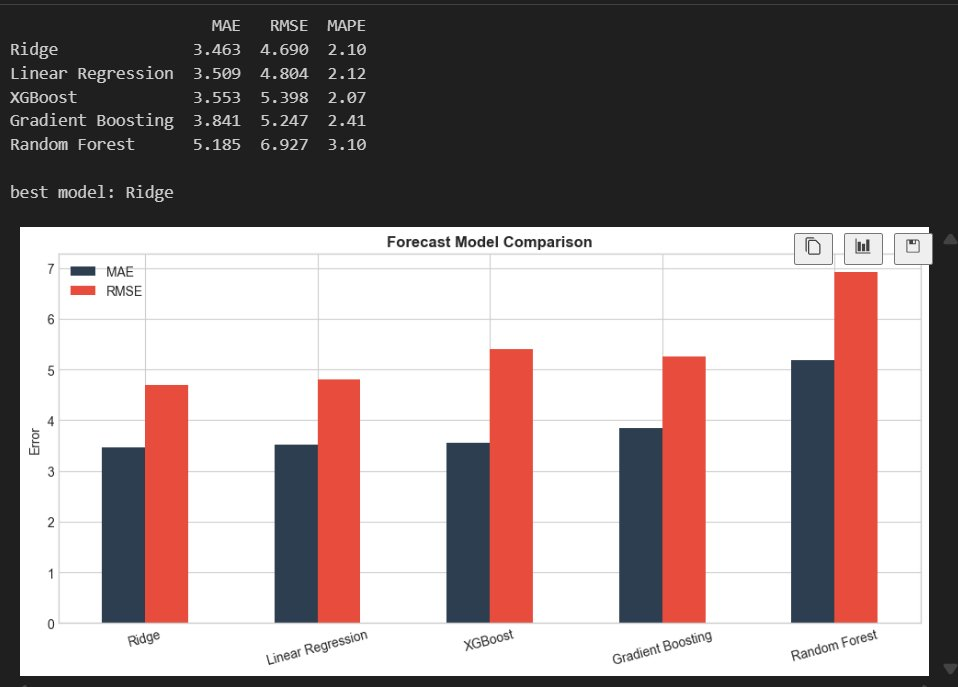 MAE RMSE MAPE
Ridge 3.463 4.690 2.10
Linear Regression 3.509 4.804 2.12
XGBoost 3.553 5.398 2.07
Gradient Boosting 3.841 5.247 2.41
Random Forest 5.185 6.927 3.10
best model: Ridge
Forecast Model Comparison
MAE
RMSE
7
6
5
4
3
2
1
0
Error
Ridge
Linear Regression
XGBoost
Gradient Boosting
Random Forest